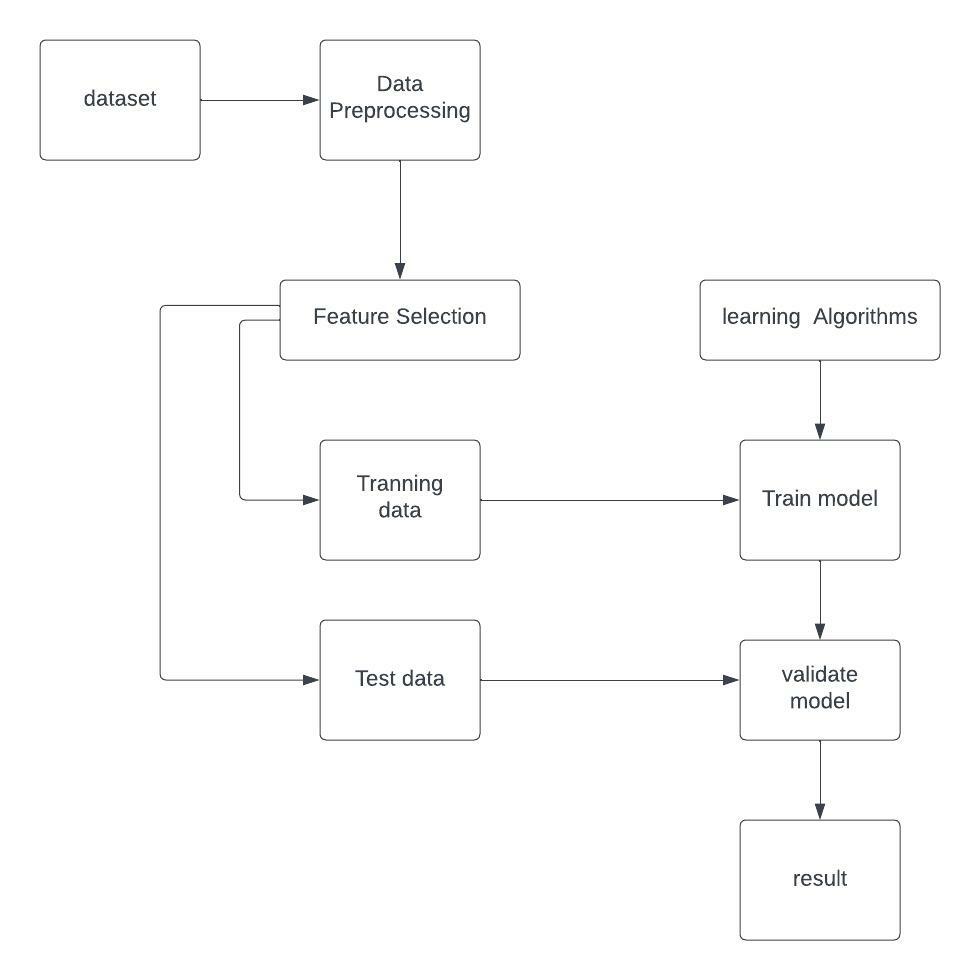 dataset
Data
Preprocessing
Feature Selection
learning  Algorithms
Tranning
data
Train model
Test data
validate
model
result